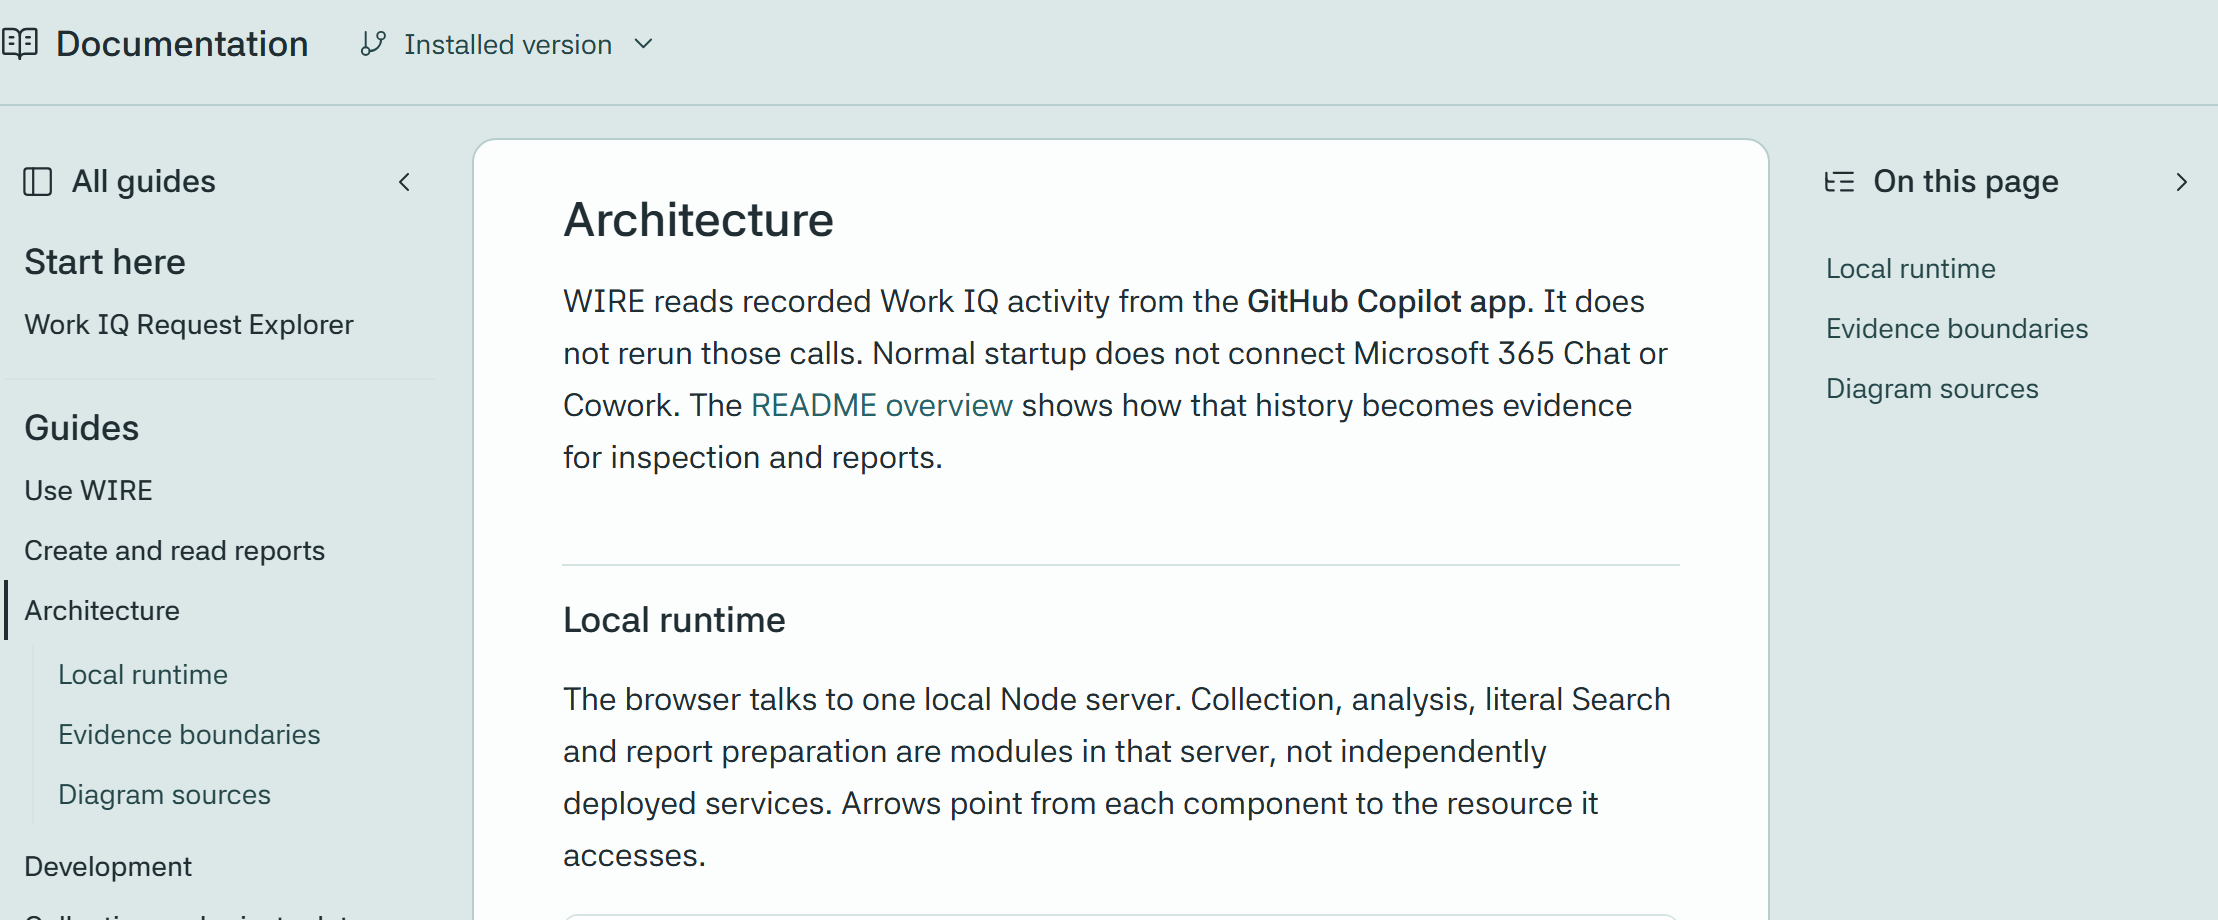 Documentation
Installed version
All guides
Start here
Work IQ Request Explorer
Guides
Use WIRE
Create and read reports
Architecture
Local runtime
Evidence boundaries
Diagram sources
Development
Architecture
WIRE reads recorded Work IQ activity from the GitHub Copilot app. It does
not rerun those calls. Normal startup does not connect Microsoft 365 Chat or
Cowork. The README overview shows how that history becomes evidence
for inspection and reports.
Local runtime
The browser talks to one local Node server. Collection, analysis, literal Search
and report preparation are modules in that server, not independently
deployed services. Arrows point from each component to the resource it
accesses.
On this page
Local runtime
Evidence boundaries
Diagram sources